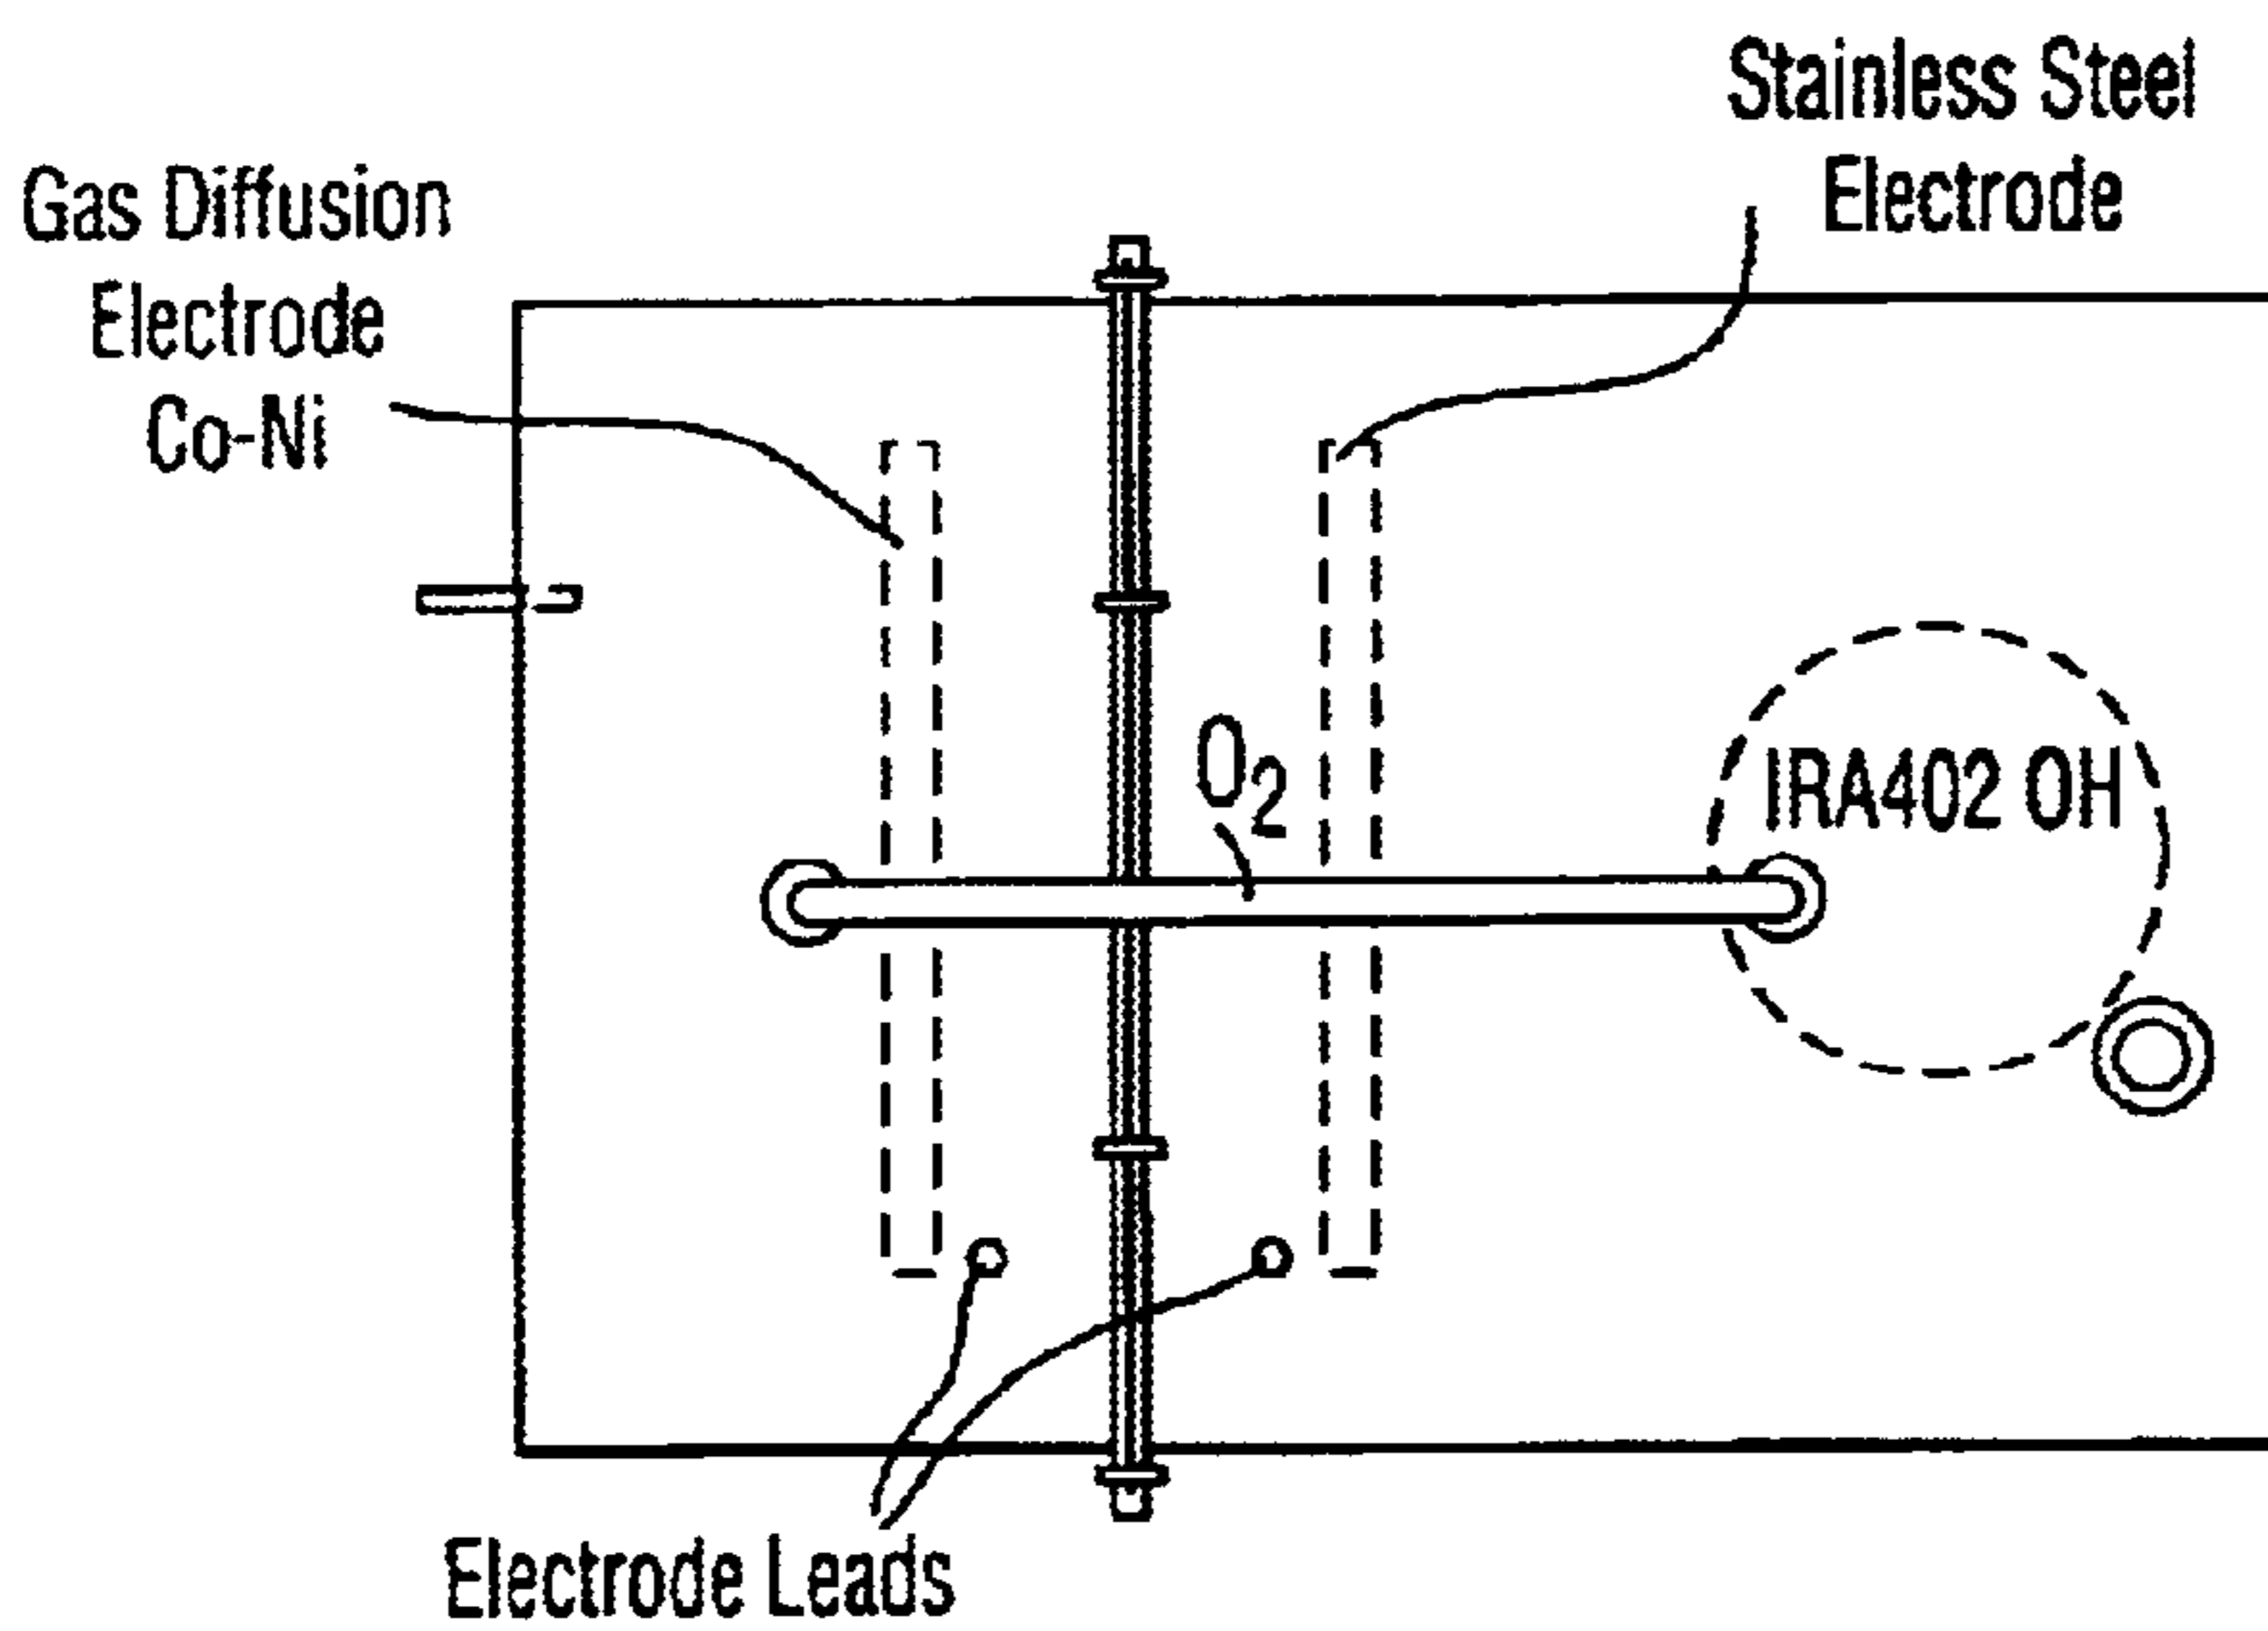 Stainless Steel
Electrode
Gas Diffusion
Electrode
Co-Ni
O2
IRA402 OH
Electrode Leads